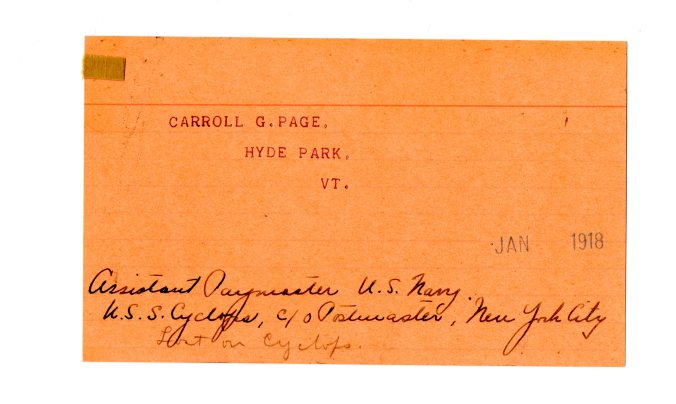 CARROLL G. PAGE,
HYDE PARK,
VT.
JAN 1918
Assistant Paymaster U.S. Navy.
U.S.S. Cyclops, c/o Postmaster, New York City
Lost on Cyclops.